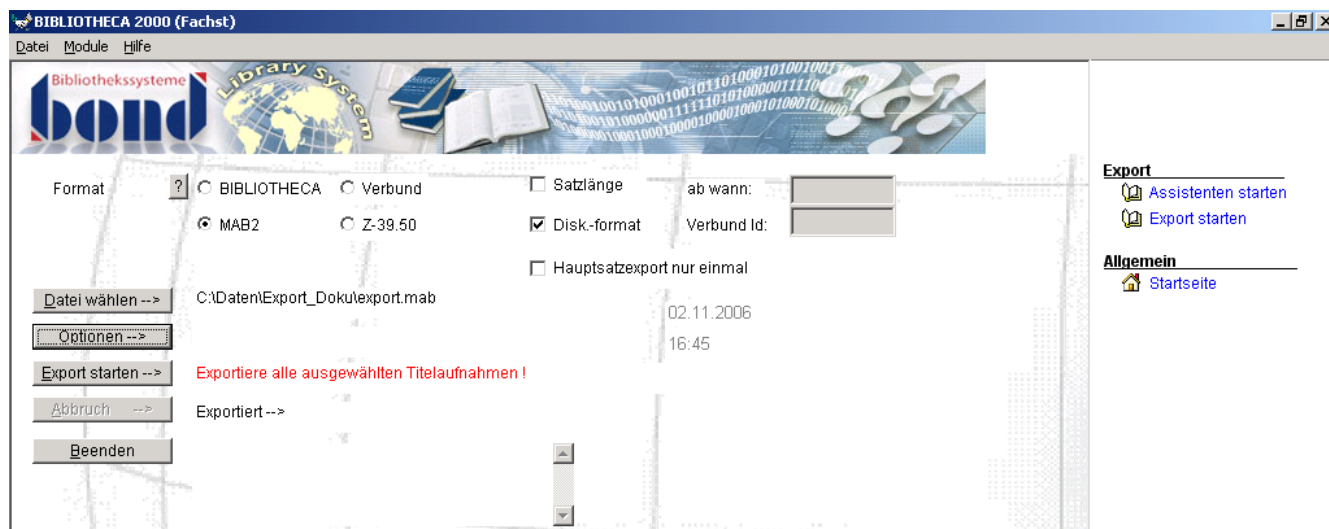 BIBLIOTHECA 2000 (Fachst)
Datei Module Hilfe
Bibliothekssysteme
bond
Library System
Format ? BIBLIOTHECA Verbund Satzlänge ab wann:
MAB2 Z-39.50 Disk.-format Verbund Id:
Hauptsatzexport nur einmal
Datei wählen --> C:\Daten\Export_Doku\export.mab
02.11.2006
Optionen -->
16:45
Export starten --> Exportiere alle ausgewählten Titelaufnahmen !
Abbruch --> Exportiert -->
Beenden
Export
Assistenten starten
Export starten
Allgemein
Startseite